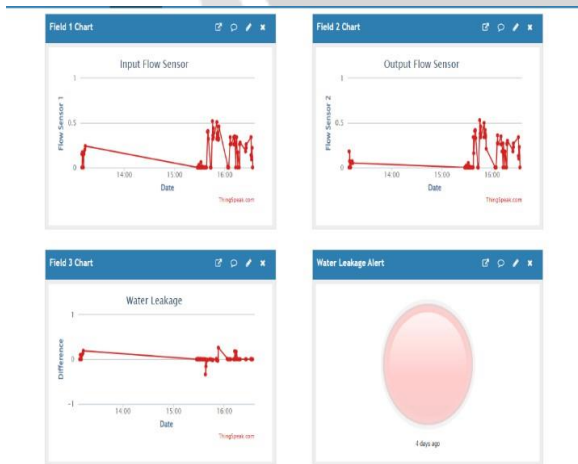 Field 1 Chart
Input Flow Sensor
Flow Sensor 1
1
0.5
0
14:00
15:00
16:00
Date
ThingSpeak.com
Field 2 Chart
Output Flow Sensor
Flow Sensor 2
1
0.5
0
14:00
15:00
16:00
Date
ThingSpeak.com
Field 3 Chart
Water Leakage
Difference
1
0
-1
14:00
15:00
16:00
Date
ThingSpeak.com
Water Leakage Alert
4 days ago